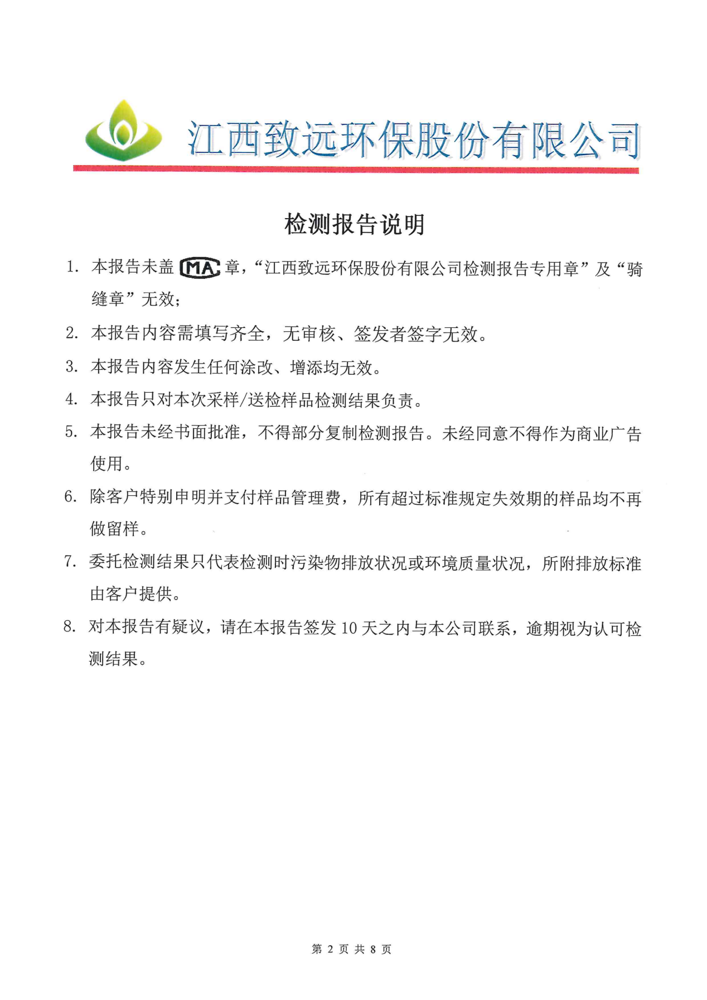 江西致远环保股份有限公司
检测报告说明
1. 本报告未盖 MA 章，“江西致远环保股份有限公司检测报告专用章”及“骑
缝章”无效；
2. 本报告内容需填写齐全，无审核、签发者签字无效。
3. 本报告内容发生任何涂改、增添均无效。
4. 本报告只对本次采样/送检样品检测结果负责。
5. 本报告未经书面批准，不得部分复制检测报告。未经同意不得作为商业广告
使用。
6. 除客户特别申明并支付样品管理费，所有超过标准规定失效期的样品均不再
做留样。
7. 委托检测结果只代表检测时污染物排放状况或环境质量状况，所附排放标准
由客户提供。
8. 对本报告有疑议，请在本报告签发 10 天之内与本公司联系，逾期视为认可检
测结果。
第 2 页 共 8 页